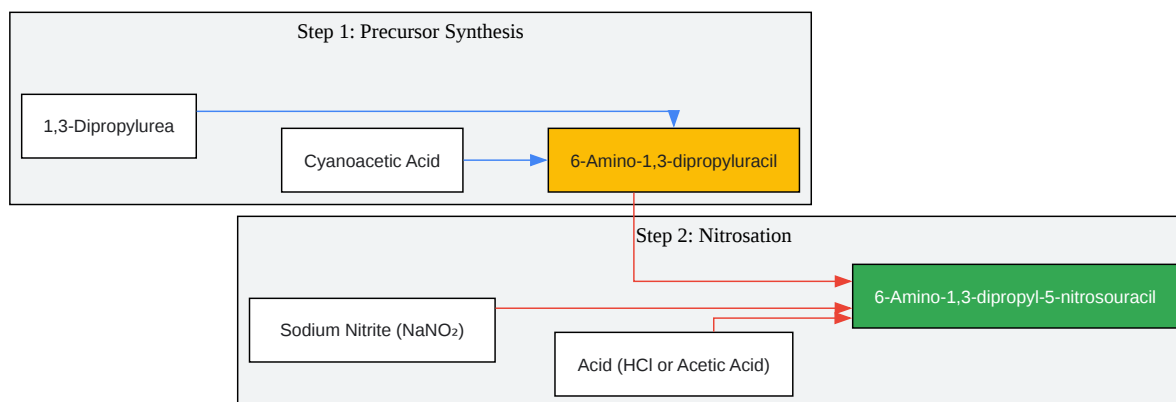 Step 1: Precursor Synthesis
1,3-Dipropylurea
Cyanoacetic Acid
6-Amino-1,3-dipropyluracil
Step 2: Nitrosation
6-Amino-1,3-dipropyl-5-nitrosouracil
Sodium Nitrite (NaNO₂)
Acid (HCl or Acetic Acid)